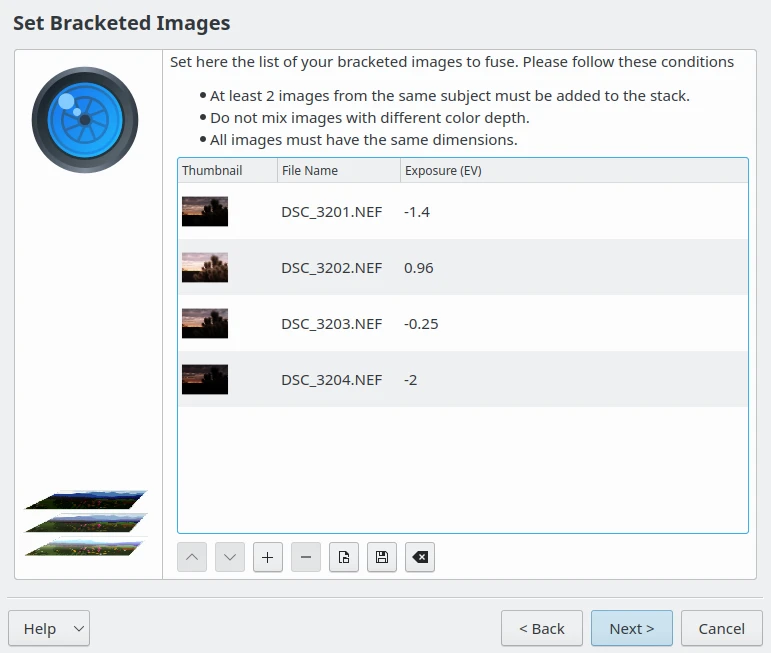 Set Bracketed Images
Set here the list of your bracketed images to fuse. Please follow these conditions
• At least 2 images from the same subject must be added to the stack.
• Do not mix images with different color depth.
• All images must have the same dimensions.
Thumbnail File Name Exposure (EV)
DSC_3201.NEF -1.4
DSC_3202.NEF 0.96
DSC_3203.NEF -0.25
DSC_3204.NEF -2
Help < Back Next > Cancel